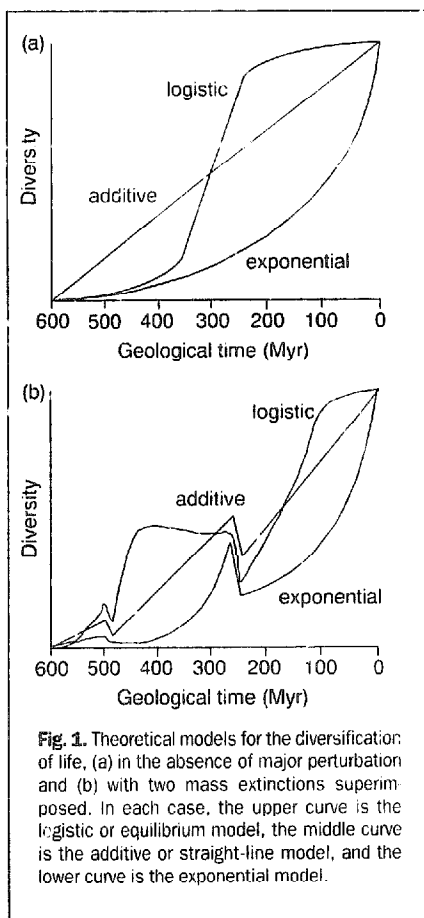 (a)
logistic
additive
exponential
Diversity
600 500 400 300 200 100 0
Geological time (Myr)
(b)
logistic
additive
exponential
Diversity
600 500 400 300 200 100 0
Geological time (Myr)
Fig. 1. Theoretical models for the diversification
of life, (a) in the absence of major perturbation
and (b) with two mass extinctions superim-
posed. In each case, the upper curve is the
logistic or equilibrium model, the middle curve
is the additive or straight-line model, and the
lower curve is the exponential model.